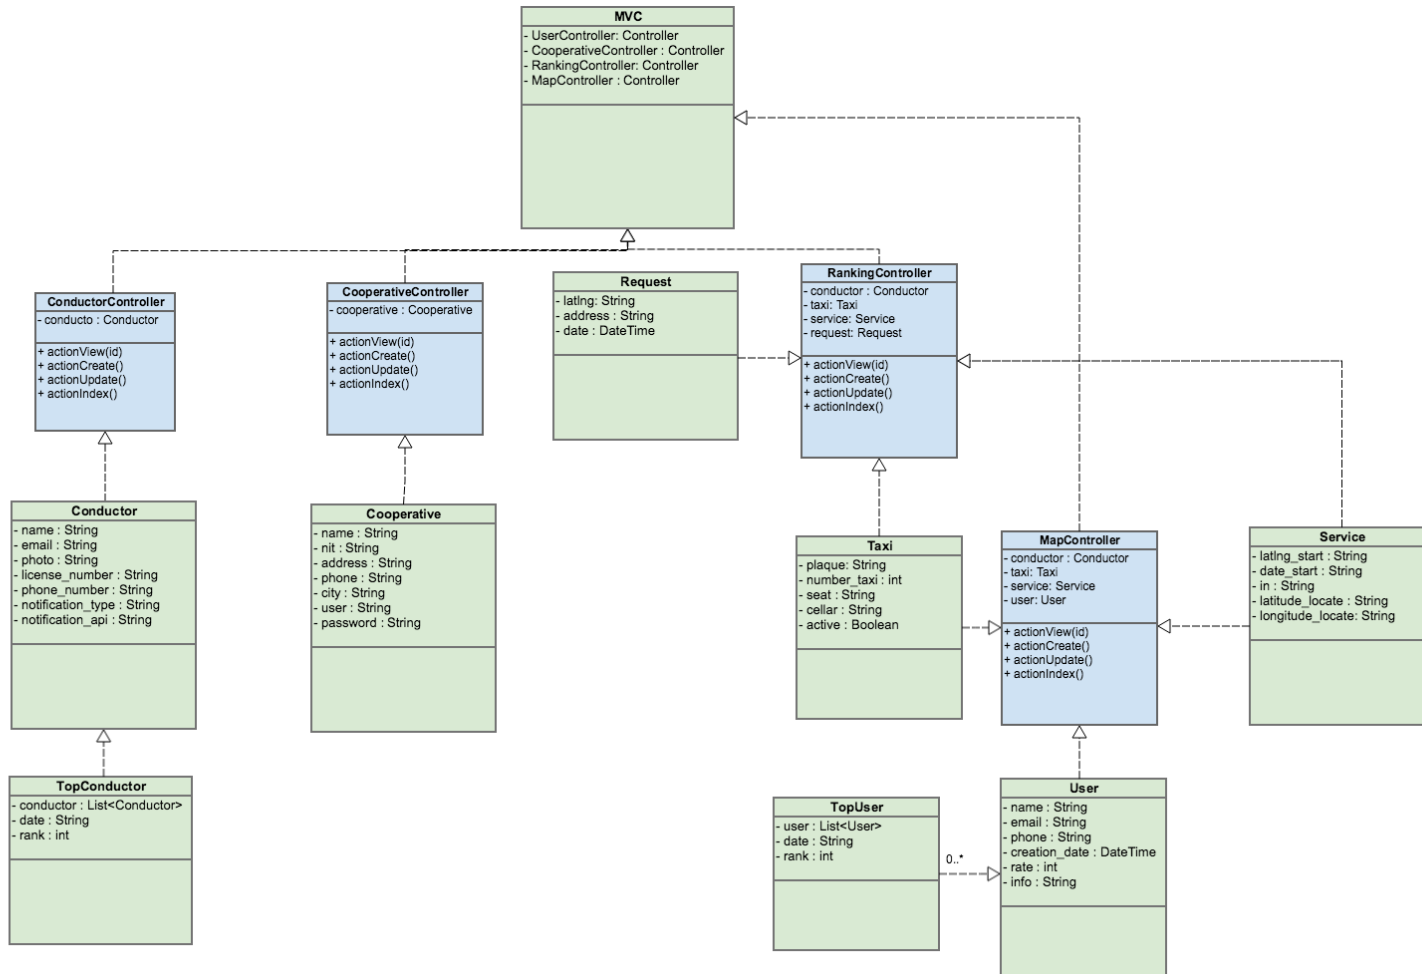 MVC
- UserController: Controller
- CooperativeController : Controller
- RankingController: Controller
- MapController : Controller
ConductorController
- conducto : Conductor
+ actionView(id)
+ actionCreate()
+ actionUpdate()
+ actionIndex()
CooperativeController
- cooperative : Cooperative
+ actionView(id)
+ actionCreate()
+ actionUpdate()
+ actionIndex()
Request
- latlng: String
- address : String
- date : DateTime
RankingController
- conductor : Conductor
- taxi: Taxi
- service: Service
- request: Request
+ actionView(id)
+ actionCreate()
+ actionUpdate()
+ actionIndex()
Conductor
- name : String
- email : String
- photo : String
- license_number : String
- phone_number : String
- notification_type : String
- notification_api : String
Cooperative
- name : String
- nit : String
- address : String
- phone : String
- city : String
- user : String
- password : String
Taxi
- plaque: String
- number_taxi : int
- seat : String
- cellar : String
- active : Boolean
MapController
- conductor : Conductor
- taxi: Taxi
- service: Service
- user: User
+ actionView(id)
+ actionCreate()
+ actionUpdate()
+ actionIndex()
Service
- latlng_start : String
- date_start : String
- in : String
- latitude_locate : String
- longitude_locate: String
TopConductor
- conductor : List<Conductor>
- date : String
- rank : int
TopUser
- user : List<User>
- date : String
- rank : int
0..*
User
- name : String
- email : String
- phone : String
- creation_date : DateTime
- rate : int
- info : String